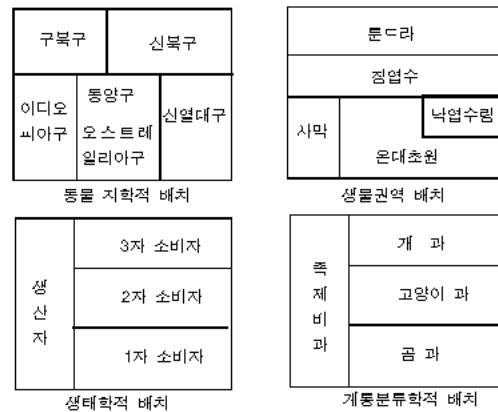 구북구
신북구
이디오
피아구
동양구
오스트레
일리아구
신열대구
동물 지학적 배치
툰드라
침엽수
사막
낙엽수림
온대초원
생물권역 배치
생
산
자
3자 소비자
2자 소비자
1자 소비자
생태학적 배치
족
제
비
과
개 과
고양이 과
곰 과
계통분류학적 배치